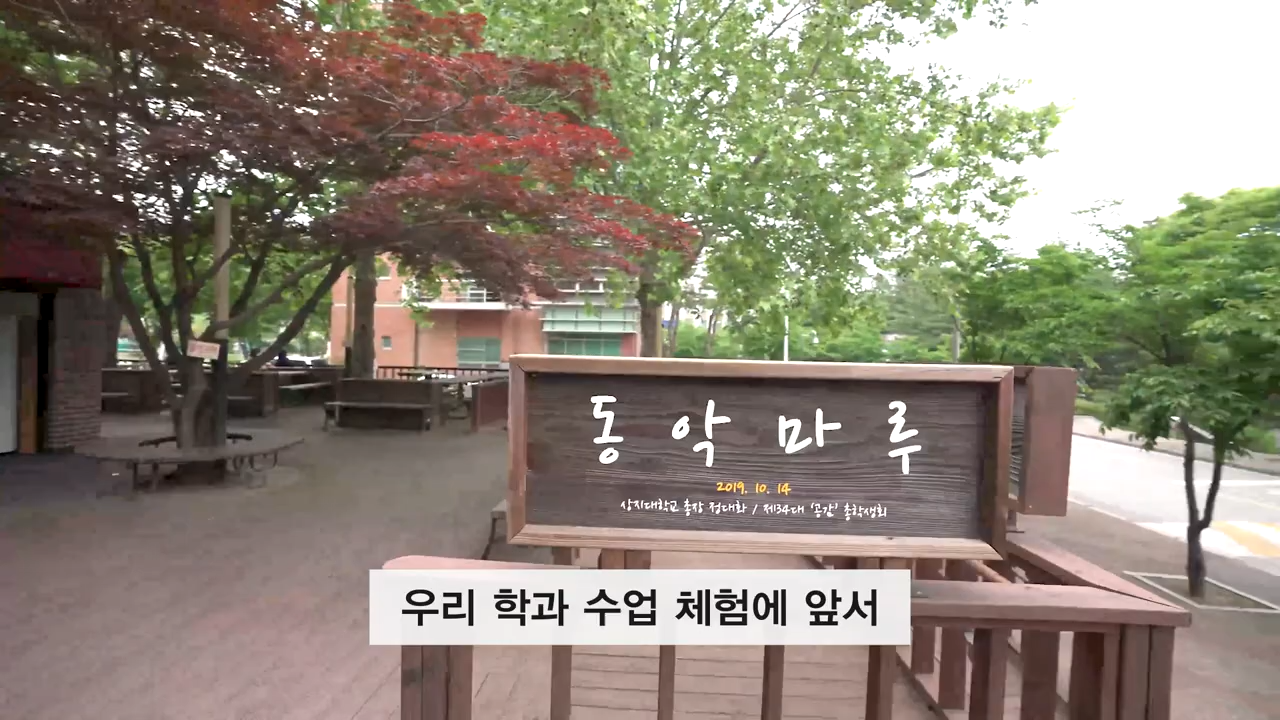 동악마루
2019. 10. 14
상지대학교 총장 정대화 / 제34대 '공감' 총학생회
우리 학과 수업 체험에 앞서